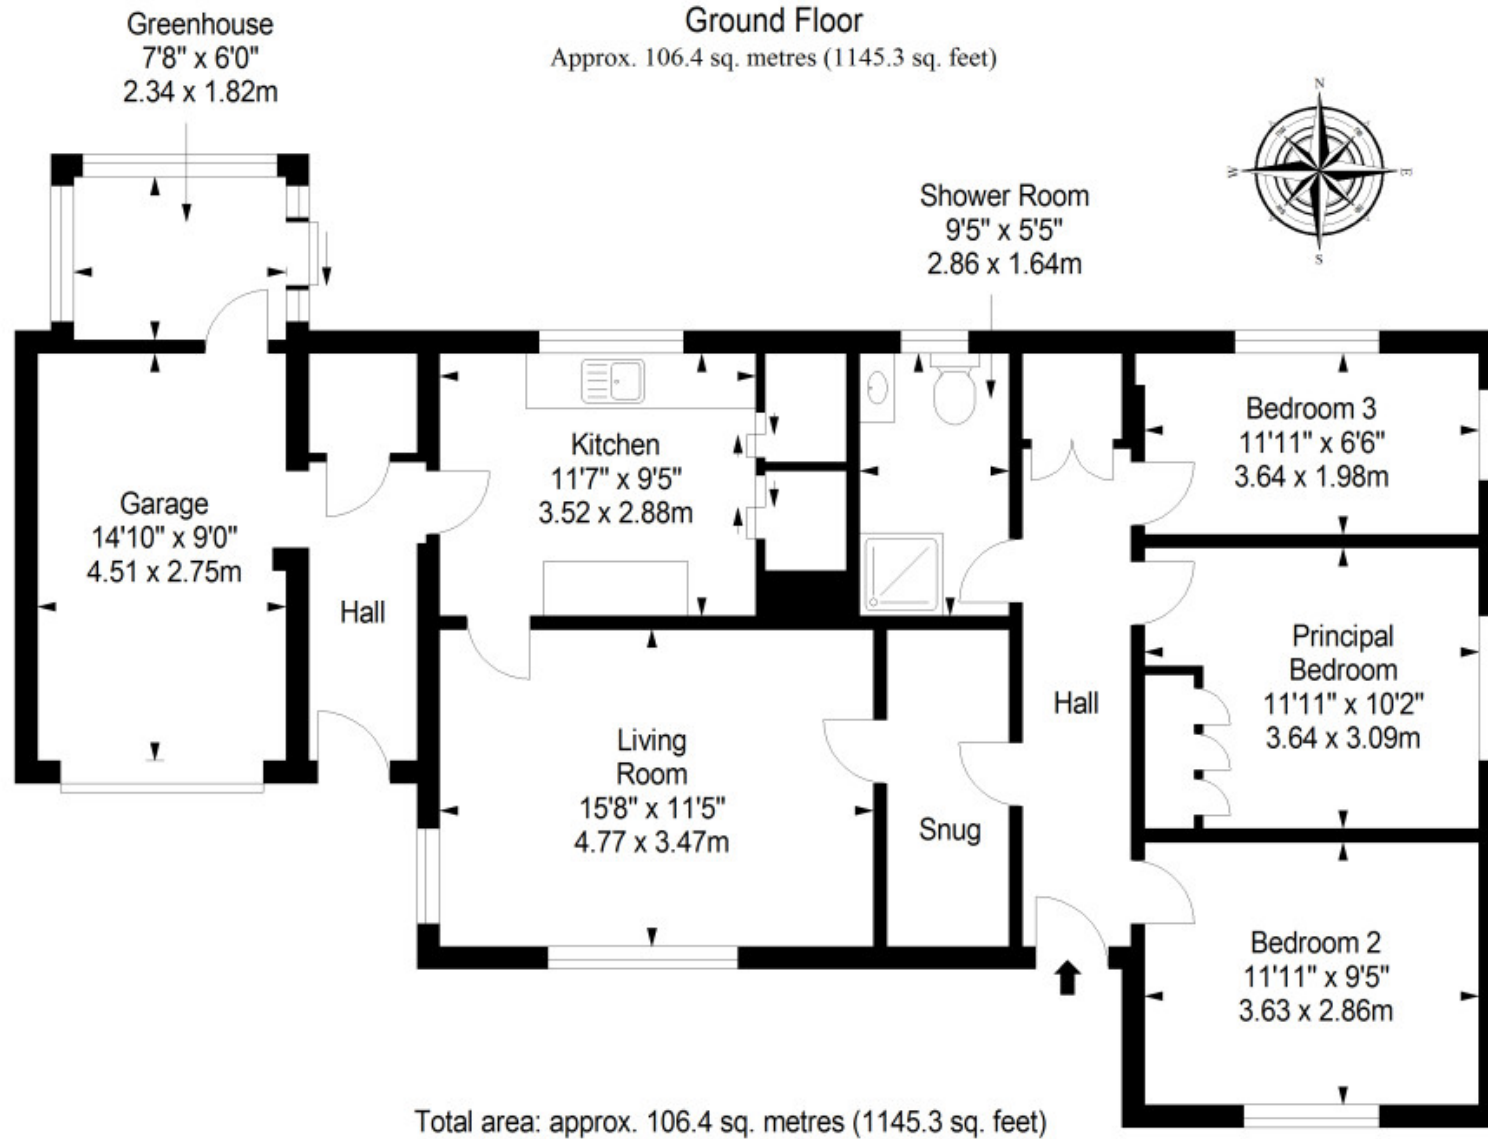 Ground Floor
Approx. 106.4 sq. metres (1145.3 sq. feet)
Greenhouse
7'8" x 6'0"
2.34 x 1.82m
N
W
E
S
Shower Room
9'5" x 5'5"
2.86 x 1.64m
Kitchen
11'7" x 9'5"
3.52 x 2.88m
Bedroom 3
11'11" x 6'6"
3.64 x 1.98m
Garage
14'10" x 9'0"
4.51 x 2.75m
Hall
Living
Room
15'8" x 11'5"
4.77 x 3.47m
Snug
Hall
Principal
Bedroom
11'11" x 10'2"
3.64 x 3.09m
Bedroom 2
11'11" x 9'5"
3.63 x 2.86m
Total area: approx. 106.4 sq. metres (1145.3 sq. feet)